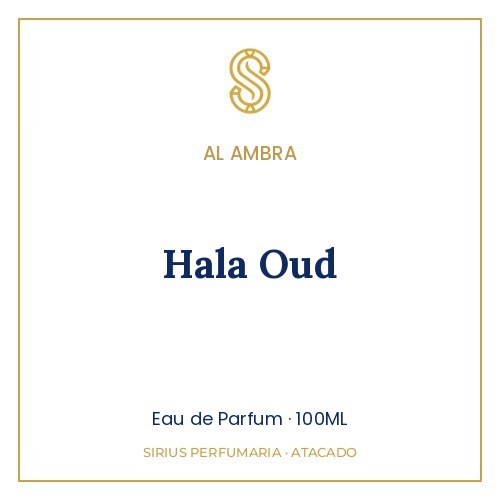 AL AMBRA
Hala Oud
Eau de Parfum · 100ML
SIRIUS PERFUMARIA · ATACADO